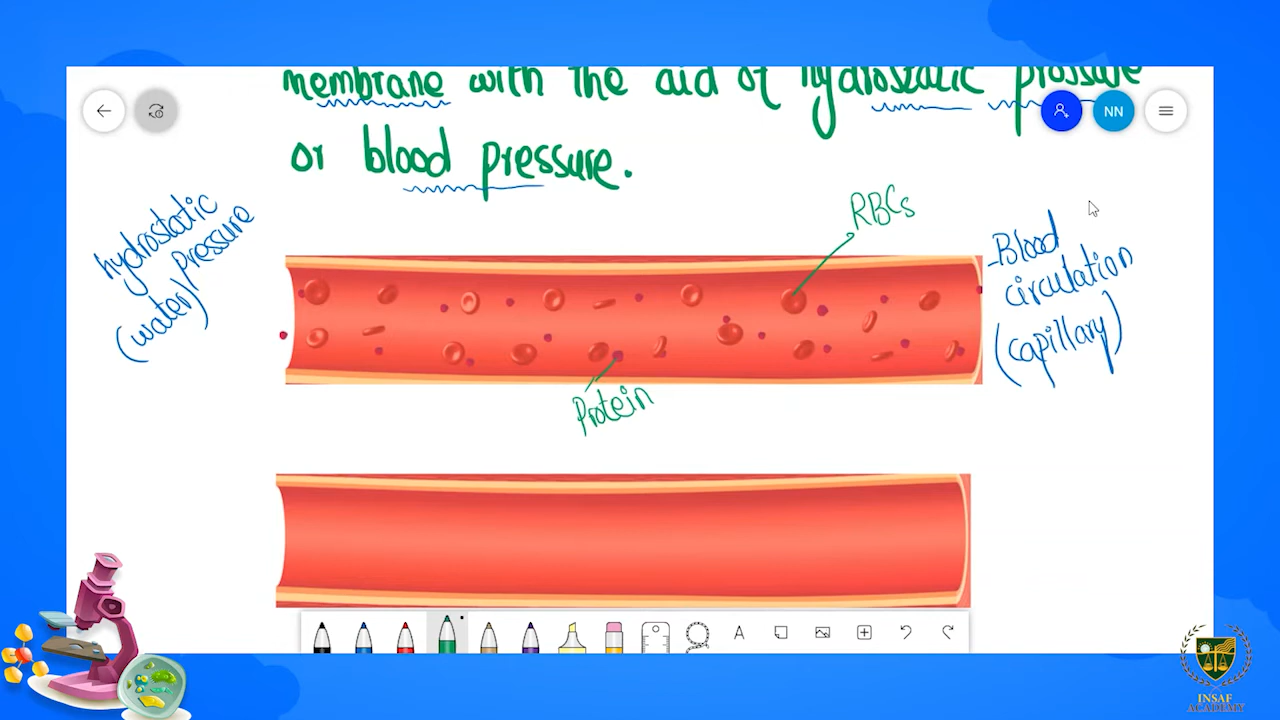 membrane with the aid of hydrostatic pressure
or blood pressure.
NN
hydrostatic
pressure
(water)
RBCs
-Blood
circulation
(capillary)
Protein
A
INSAF
ACADEMY